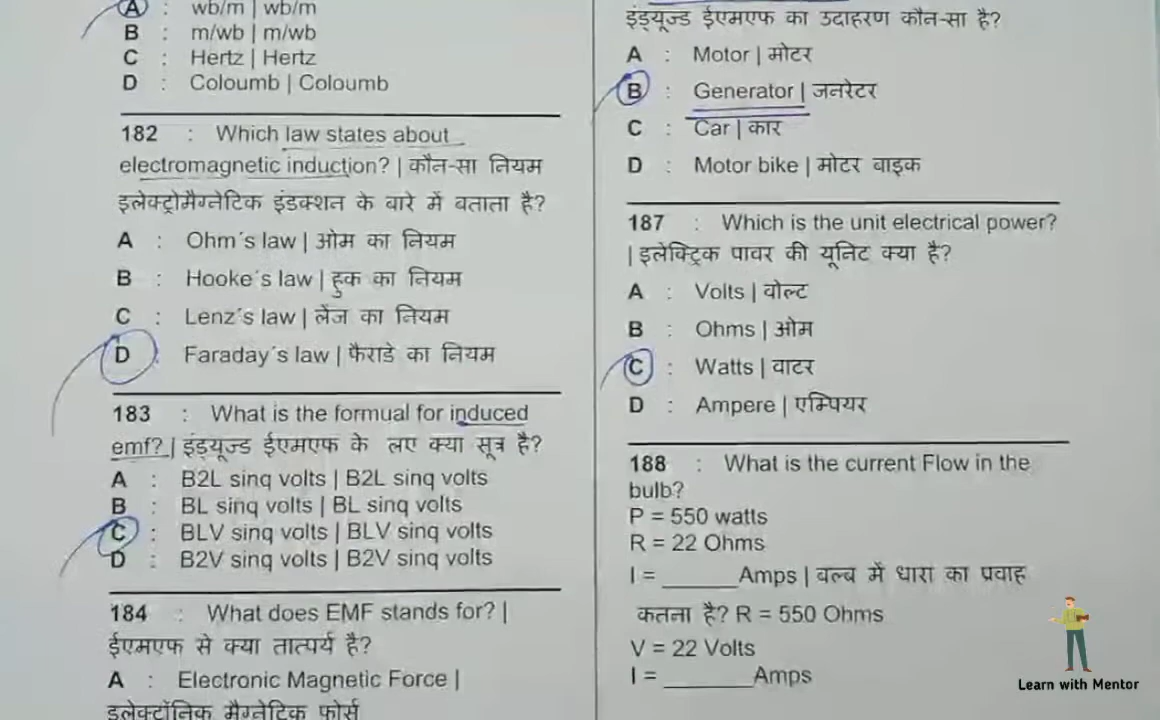 A : wb/m | wb/m
B : m/wb | m/wb
C : Hertz | Hertz
D : Coloumb | Coloumb
182 : Which law states about
electromagnetic induction? | कौन-सा नियम
इलेक्ट्रोमैग्नेटिक इंडक्शन के बारे में बताता है?
A : Ohm´s law | ओम का नियम
B : Hooke´s law | हुक का नियम
C : Lenz´s law | लेंज का नियम
D : Faraday´s law | फैराडे का नियम
183 : What is the formual for induced
emf? | इंड्यूज्ड ईएमएफ के लए क्या सूत्र है?
A : B2L sinq volts | B2L sinq volts
B : BL sinq volts | BL sinq volts
C : BLV sinq volts | BLV sinq volts
D : B2V sinq volts | B2V sinq volts
184 : What does EMF stands for? |
ईएमएफ से क्या तात्पर्य है?
A : Electronic Magnetic Force |
इलेक्ट्रॉनिक मैग्नेटिक फोर्स
इंड्यूज्ड ईएमएफ का उदाहरण कौन-सा है?
A : Motor | मोटर
B : Generator | जनरेटर
C : Car | कार
D : Motor bike | मोटर बाइक
187 : Which is the unit electrical power?
| इलेक्ट्रिक पावर की यूनिट क्या है?
A : Volts | वोल्ट
B : Ohms | ओम
C : Watts | वाटर
D : Ampere | एम्पियर
188 : What is the current Flow in the
bulb?
P = 550 watts
R = 22 Ohms
I = ______Amps | बल्ब में धारा का प्रवाह
कतना है? R = 550 Ohms
V = 22 Volts
I = _______Amps
Learn with Mentor